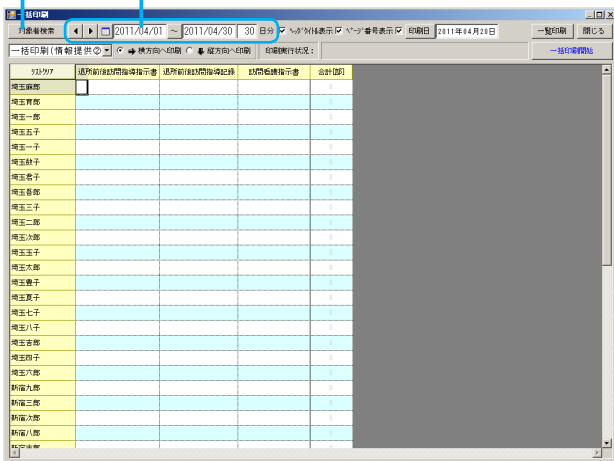 一括印刷
対象者検索 2011/04/01 ～ 2011/04/30 30 日分 ﾍｯﾀﾞﾀｲﾄﾙ表示 ﾍﾟｰｼﾞ番号表示 印刷日 2011年04月20日 一覧印刷 閉じる
一括印刷(情報提供② ➡ 横方向へ印刷 縦方向へ印刷 印刷実行状況： 一括印刷開始
ﾘｽﾄｸﾘｱ 退所前後訪問指導指示書 退所前後訪問指導記録 訪問看護指示書 合計[印]
埼玉麻郎
埼玉育郎
埼玉一郎
埼玉五子
埼玉一子
埼玉君子
埼玉吾郎
埼玉三子
埼玉二郎
埼玉次郎
埼玉玉子
埼玉太郎
埼玉豊子
埼玉夏子
埼玉七子
埼玉八子
埼玉吉郎
埼玉四子
埼玉六郎
新宿九郎
新宿三郎
新宿次郎
新宿八郎